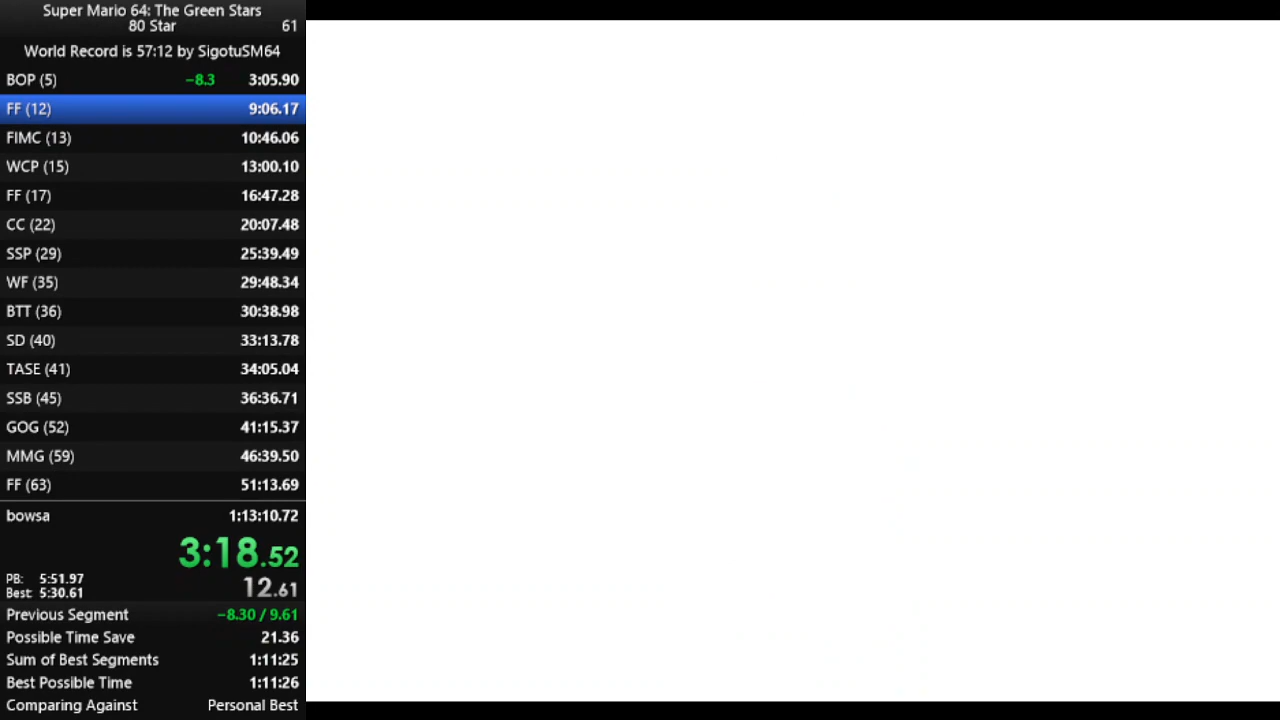 Super Mario 64: The Green Stars
80 Star 61
World Record is 57:12 by SigotuSM64
BOP (5) −8.3 3:05.90
FF (12) 9:06.17
FIMC (13) 10:46.06
WCP (15) 13:00.10
FF (17) 16:47.28
CC (22) 20:07.48
SSP (29) 25:39.49
WF (35) 29:48.34
BTT (36) 30:38.98
SD (40) 33:13.78
TASE (41) 34:05.04
SSB (45) 36:36.71
GOG (52) 41:15.37
MMG (59) 46:39.50
FF (63) 51:13.69
bowsa 1:13:10.72
3:18.52
PB: 5:51.97 12.61
Best: 5:30.61
Previous Segment −8.30 / 9.61
Possible Time Save 21.36
Sum of Best Segments 1:11:25
Best Possible Time 1:11:26
Comparing Against Personal Best